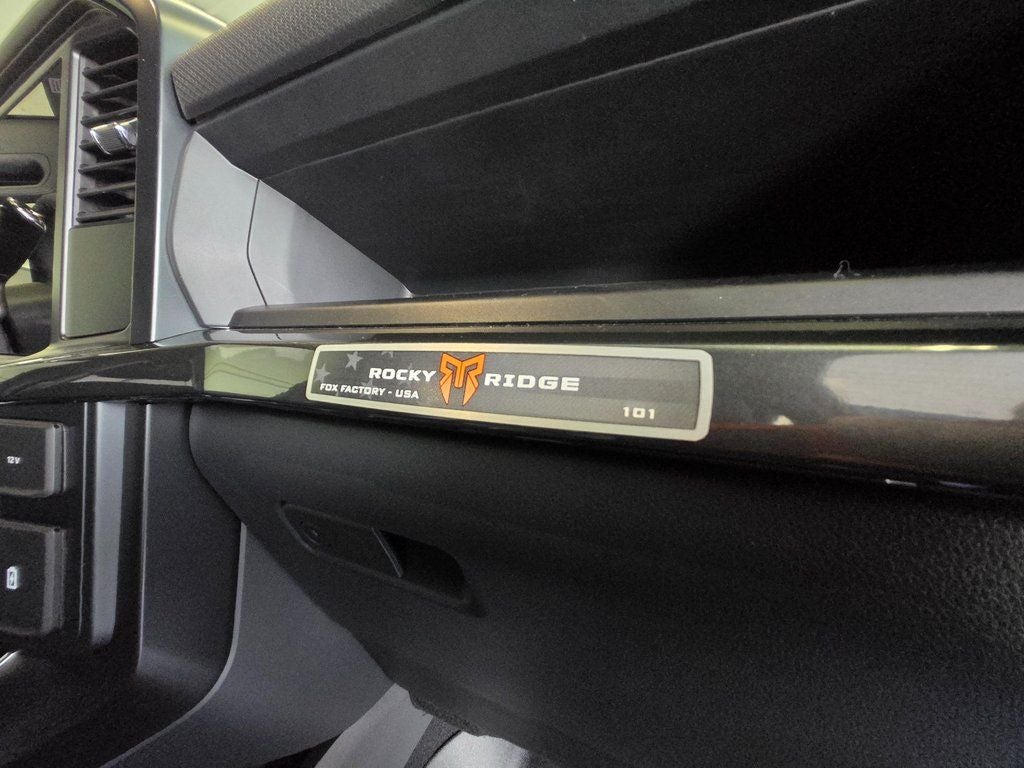 ROCKY RIDGE
FOX FACTORY - USA
101
12V